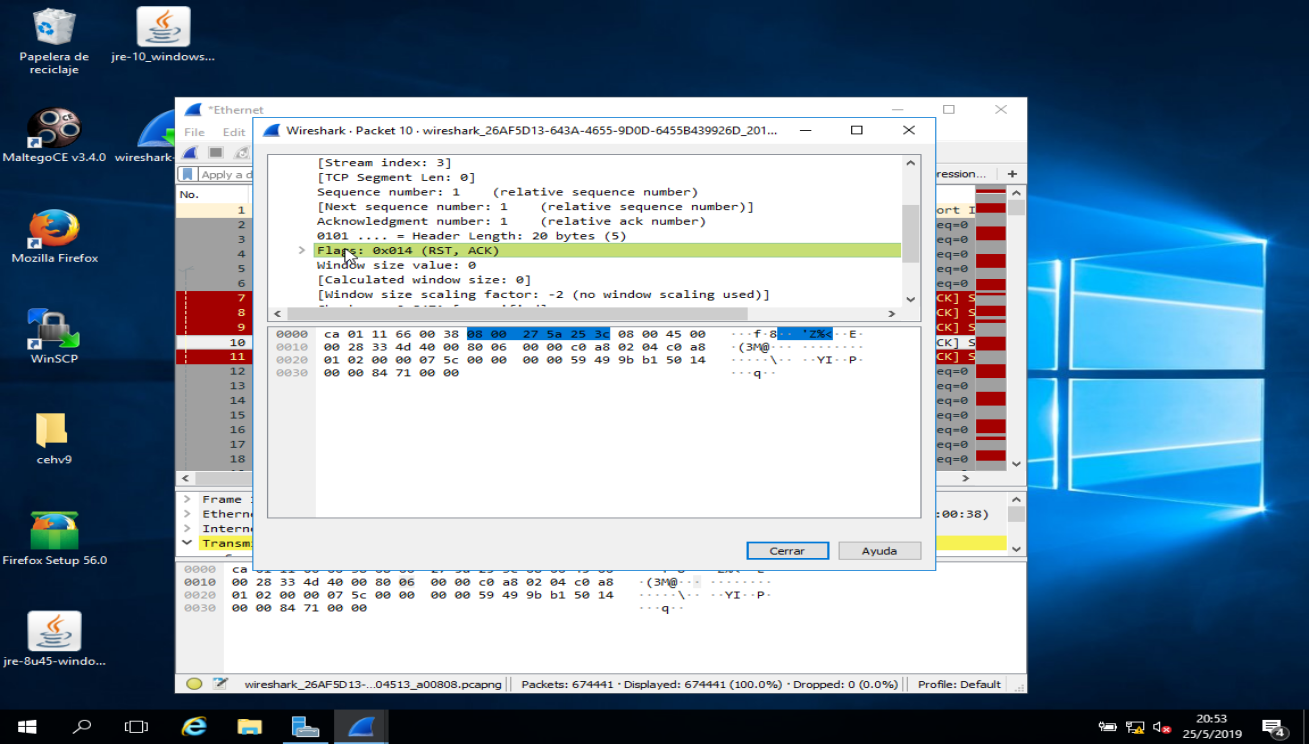 Papelera de
reciclaje
jre-10_windows...
MaltegoCE v3.4.0
wireshark-
Mozilla Firefox
WinSCP
cehv9
Firefox Setup 56.0
jre-8u45-windo...
*Ethernet
File Edit
Apply a d
ression... +
No.
1
2
3
4
5
6
7
8
9
10
11
12
13
14
15
16
17
18
ort I
eq=0
eq=0
eq=0
eq=0
eq=0
CK] S
CK] S
CK] S
CK] S
CK] S
eq=0
eq=0
eq=0
eq=0
eq=0
eq=0
eq=0
Wireshark · Packet 10 · wireshark_26AF5D13-643A-4655-9D0D-6455B439926D_201...
[Stream index: 3]
[TCP Segment Len: 0]
Sequence number: 1 (relative sequence number)
[Next sequence number: 1 (relative sequence number)]
Acknowledgment number: 1 (relative ack number)
0101 .... = Header Length: 20 bytes (5)
Flags: 0x014 (RST, ACK)
Window size value: 0
[Calculated window size: 0]
[Window size scaling factor: -2 (no window scaling used)]
0000 ca 01 11 66 00 38 08 00 27 5a 25 3c 08 00 45 00 ···f·8·· 'Z%<··E·
0010 00 28 33 4d 40 00 80 06 00 00 c0 a8 02 04 c0 a8 ·(3M@··· ········
0020 01 02 00 00 07 5c 00 00 00 00 59 49 9b b1 50 14 ·····\·· ··YI··P·
0030 00 00 84 71 00 00 ···q··
Cerrar
Ayuda
Frame
Ethern
:00:38)
Intern
Transm
0000 ca
0010 00 28 33 4d 40 00 80 06 00 00 c0 a8 02 04 c0 a8 ·(3M@··· ········
0020 01 02 00 00 07 5c 00 00 00 00 59 49 9b b1 50 14 ·····\·· ··YI··P·
0030 00 00 84 71 00 00 ···q··
wireshark_26AF5D13-...04513_a00808.pcapng
Packets: 674441 · Displayed: 674441 (100.0%) · Dropped: 0 (0.0%)
Profile: Default
20:53
25/5/2019
4